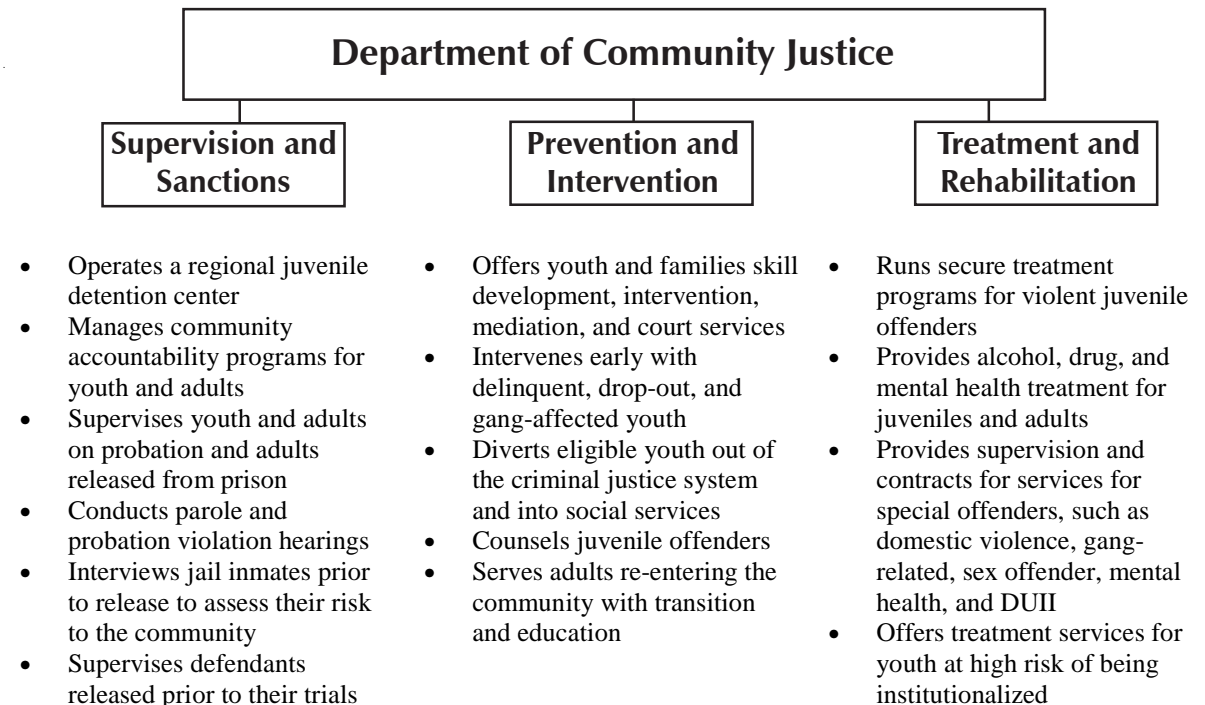 Department of Community Justice
Supervision and
Sanctions
Prevention and
Intervention
Treatment and
Rehabilitation
• Operates a regional juvenile
detention center
• Manages community
accountability programs for
youth and adults
• Supervises youth and adults
on probation and adults
released from prison
• Conducts parole and
probation violation hearings
• Interviews jail inmates prior
to release to assess their risk
to the community
• Supervises defendants
released prior to their trials
• Offers youth and families skill
development, intervention,
mediation, and court services
• Intervenes early with
delinquent, drop-out, and
gang-affected youth
• Diverts eligible youth out of
the criminal justice system
and into social services
• Counsels juvenile offenders
• Serves adults re-entering the
community with transition
and education
• Runs secure treatment
programs for violent juvenile
offenders
• Provides alcohol, drug, and
mental health treatment for
juveniles and adults
• Provides supervision and
contracts for services for
special offenders, such as
domestic violence, gang-
related, sex offender, mental
health, and DUII
• Offers treatment services for
youth at high risk of being
institutionalized